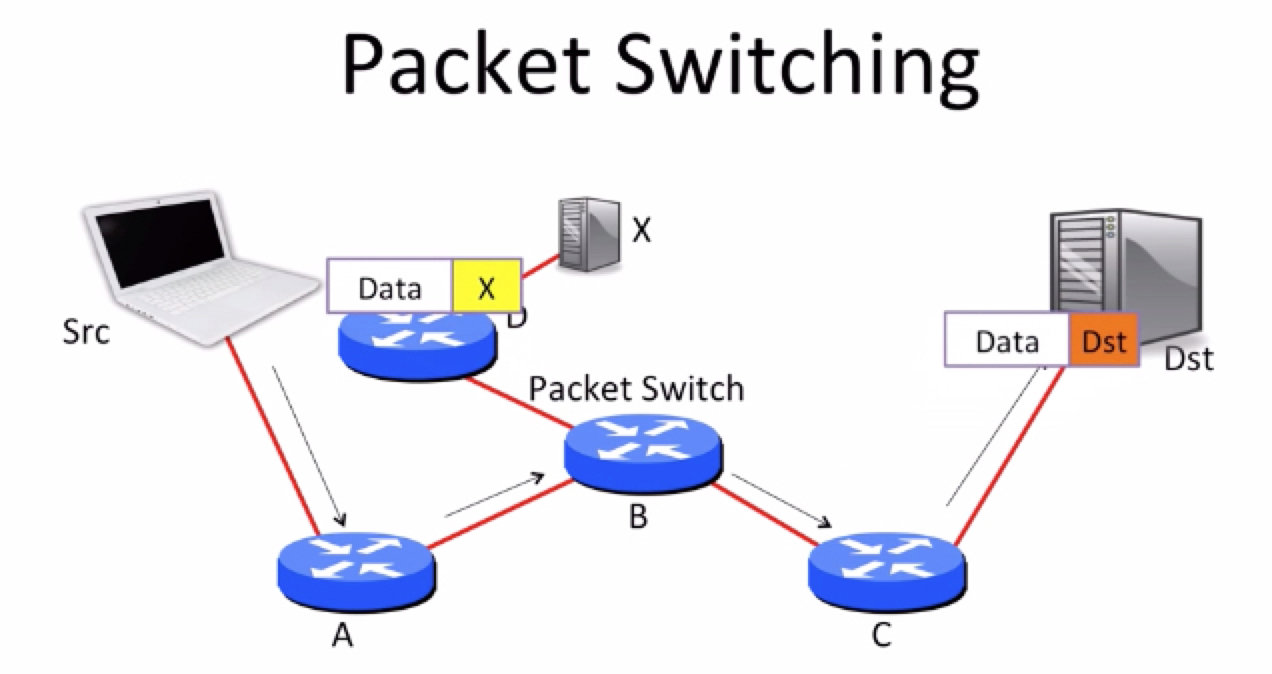 Packet Switching
X
Data X
D
Src
Data Dst
Dst
Packet Switch
B
A
C